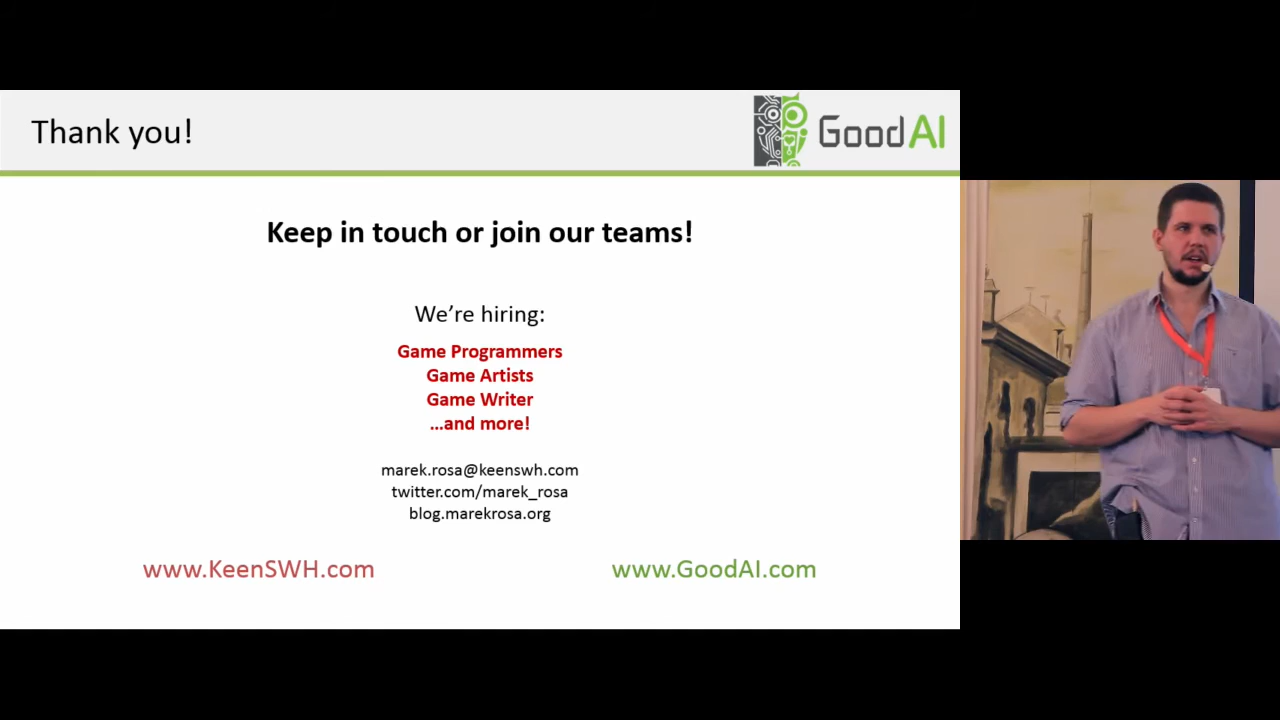 Thank you!
GoodAI
Keep in touch or join our teams!
We’re hiring:
Game Programmers
Game Artists
Game Writer
…and more!
marek.rosa@keenswh.com
twitter.com/marek_rosa
blog.marekrosa.org
www.KeenSWH.com
www.GoodAI.com